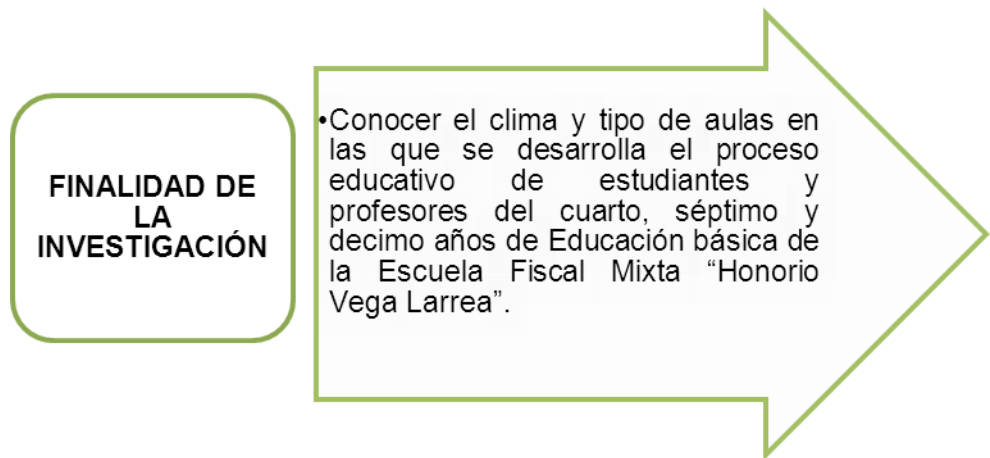 FINALIDAD DE
LA
INVESTIGACIÓN
•Conocer el clima y tipo de aulas en
las que se desarrolla el proceso
educativo de estudiantes y
profesores del cuarto, séptimo y
decimo años de Educación básica de
la Escuela Fiscal Mixta “Honorio
Vega Larrea”.